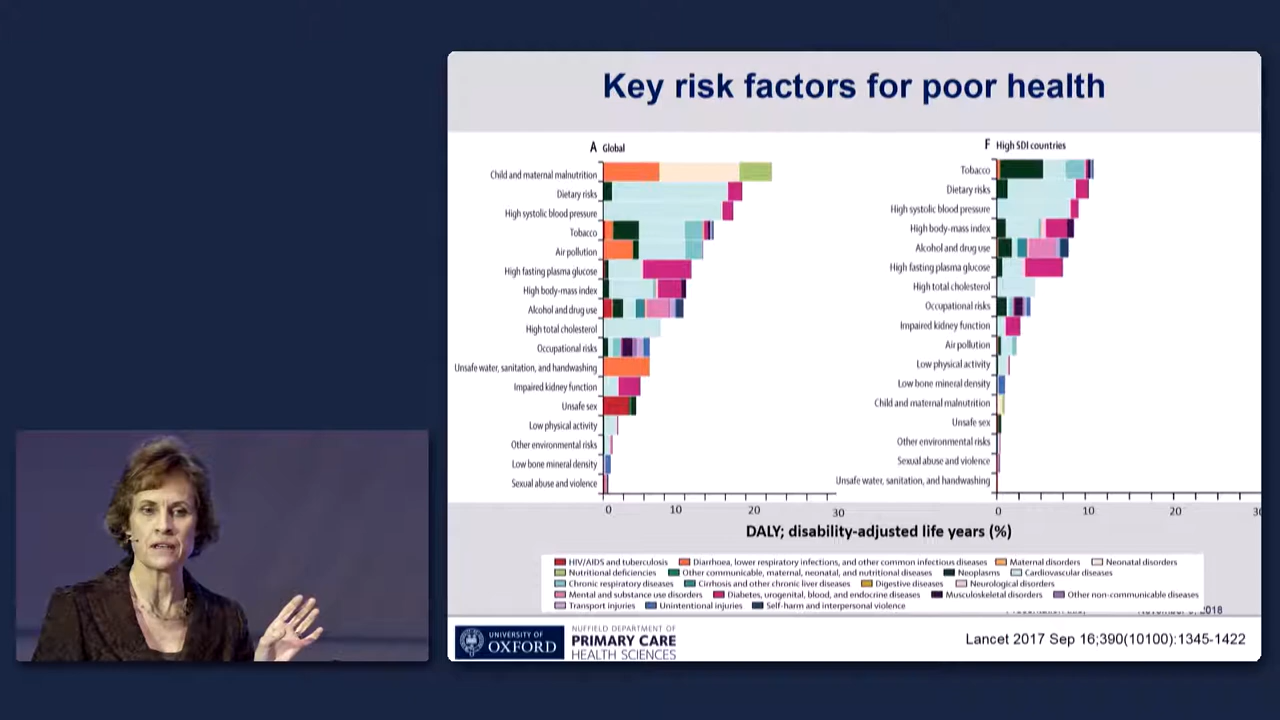 Key risk factors for poor health
A Global
Child and maternal malnutrition
Dietary risks
High systolic blood pressure
Tobacco
Air pollution
High fasting plasma glucose
High body-mass index
Alcohol and drug use
High total cholesterol
Occupational risks
Unsafe water, sanitation, and handwashing
Impaired kidney function
Unsafe sex
Low physical activity
Other environmental risks
Low bone mineral density
Sexual abuse and violence
0 10 20 30
F High SDI countries
Tobacco
Dietary risks
High systolic blood pressure
High body-mass index
Alcohol and drug use
High fasting plasma glucose
High total cholesterol
Occupational risks
Impaired kidney function
Air pollution
Low physical activity
Low bone mineral density
Child and maternal malnutrition
Unsafe sex
Other environmental risks
Sexual abuse and violence
Unsafe water, sanitation, and handwashing
0 10 20
DALY; disability-adjusted life years (%)
HIV/AIDS and tuberculosis Diarrhoea, lower respiratory infections, and other common infectious diseases Maternal disorders Neonatal disorders
Nutritional deficiencies Other communicable, maternal, neonatal, and nutritional diseases Neoplasms Cardiovascular diseases
Chronic respiratory diseases Cirrhosis and other chronic liver diseases Digestive diseases Neurological disorders
Mental and substance use disorders Diabetes, urogenital, blood, and endocrine diseases Musculoskeletal disorders Other non-communicable diseases
Transport injuries Unintentional injuries Self-harm and interpersonal violence
2018
UNIVERSITY OF
OXFORD
NUFFIELD DEPARTMENT OF
PRIMARY CARE
HEALTH SCIENCES
Lancet 2017 Sep 16;390(10100):1345-1422